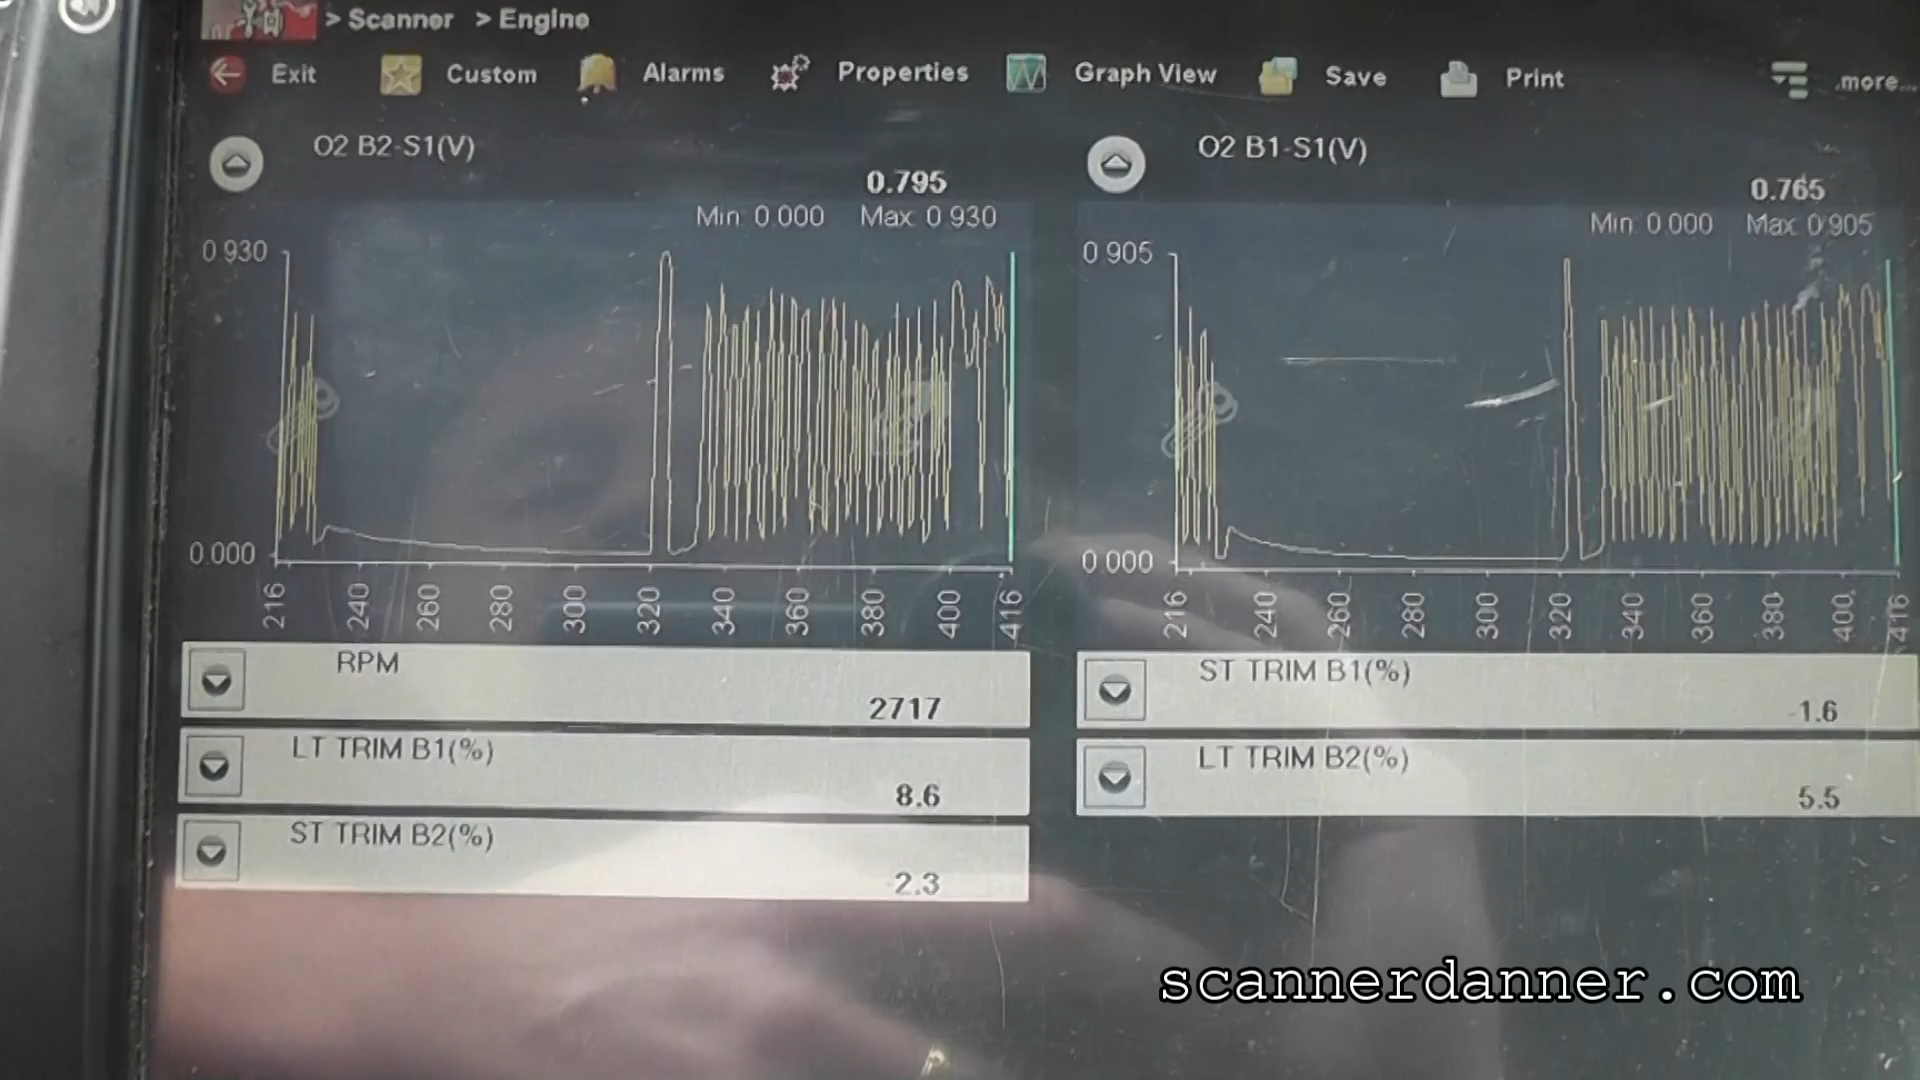 > Scanner > Engine
Exit Custom Alarms Properties Graph View Save Print .more...
O2 B2-S1(V)
0.795
Min 0.000 Max 0 930
0 930
0.000
216 240 260 280 300 320 340 360 380 400 416
O2 B1-S1(V)
0.765
Min 0 000 Max 0 905
0 905
0 000
216 240 260 280 300 320 340 360 380 400 416
RPM
2717
ST TRIM B1(%)
-1.6
LT TRIM B1(%)
8.6
LT TRIM B2(%)
5.5
ST TRIM B2(%)
-2.3
scannerdanner.com